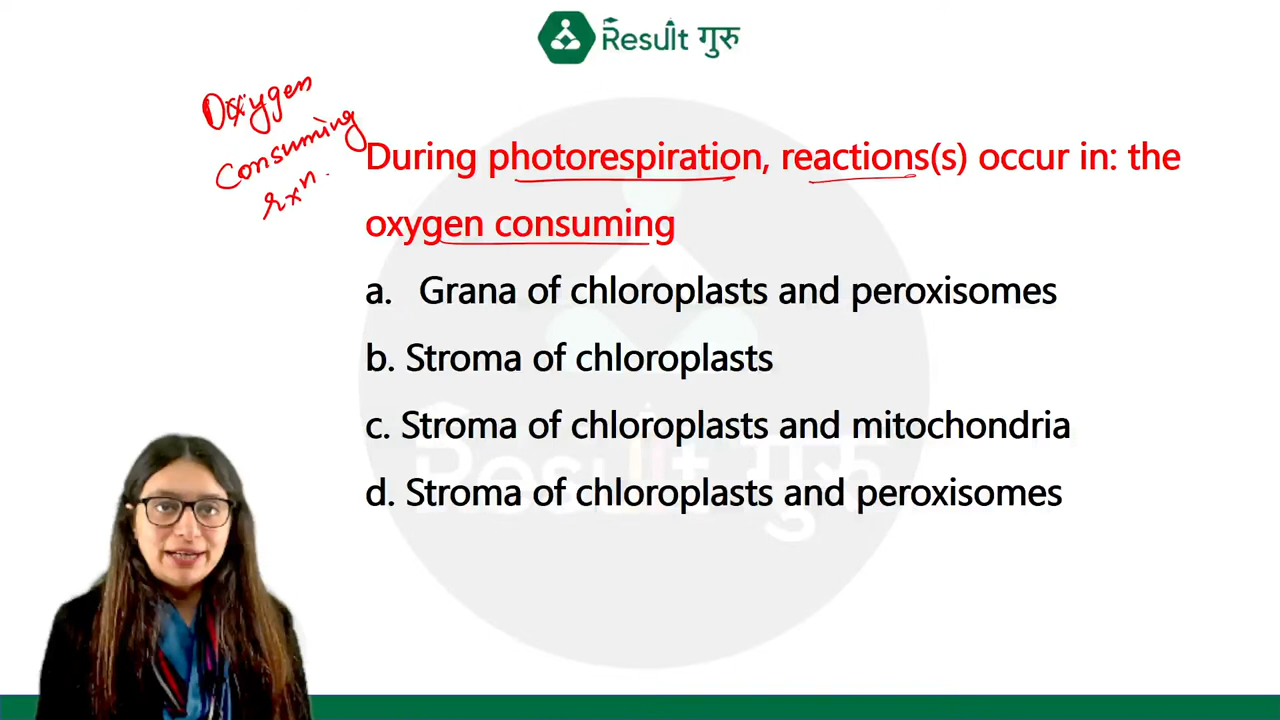 Result गुरु
Oxygen
consuming
rxn.
During photorespiration, reactions(s) occur in: the
oxygen consuming
a. Grana of chloroplasts and peroxisomes
b. Stroma of chloroplasts
c. Stroma of chloroplasts and mitochondria
d. Stroma of chloroplasts and peroxisomes
Result गुरु